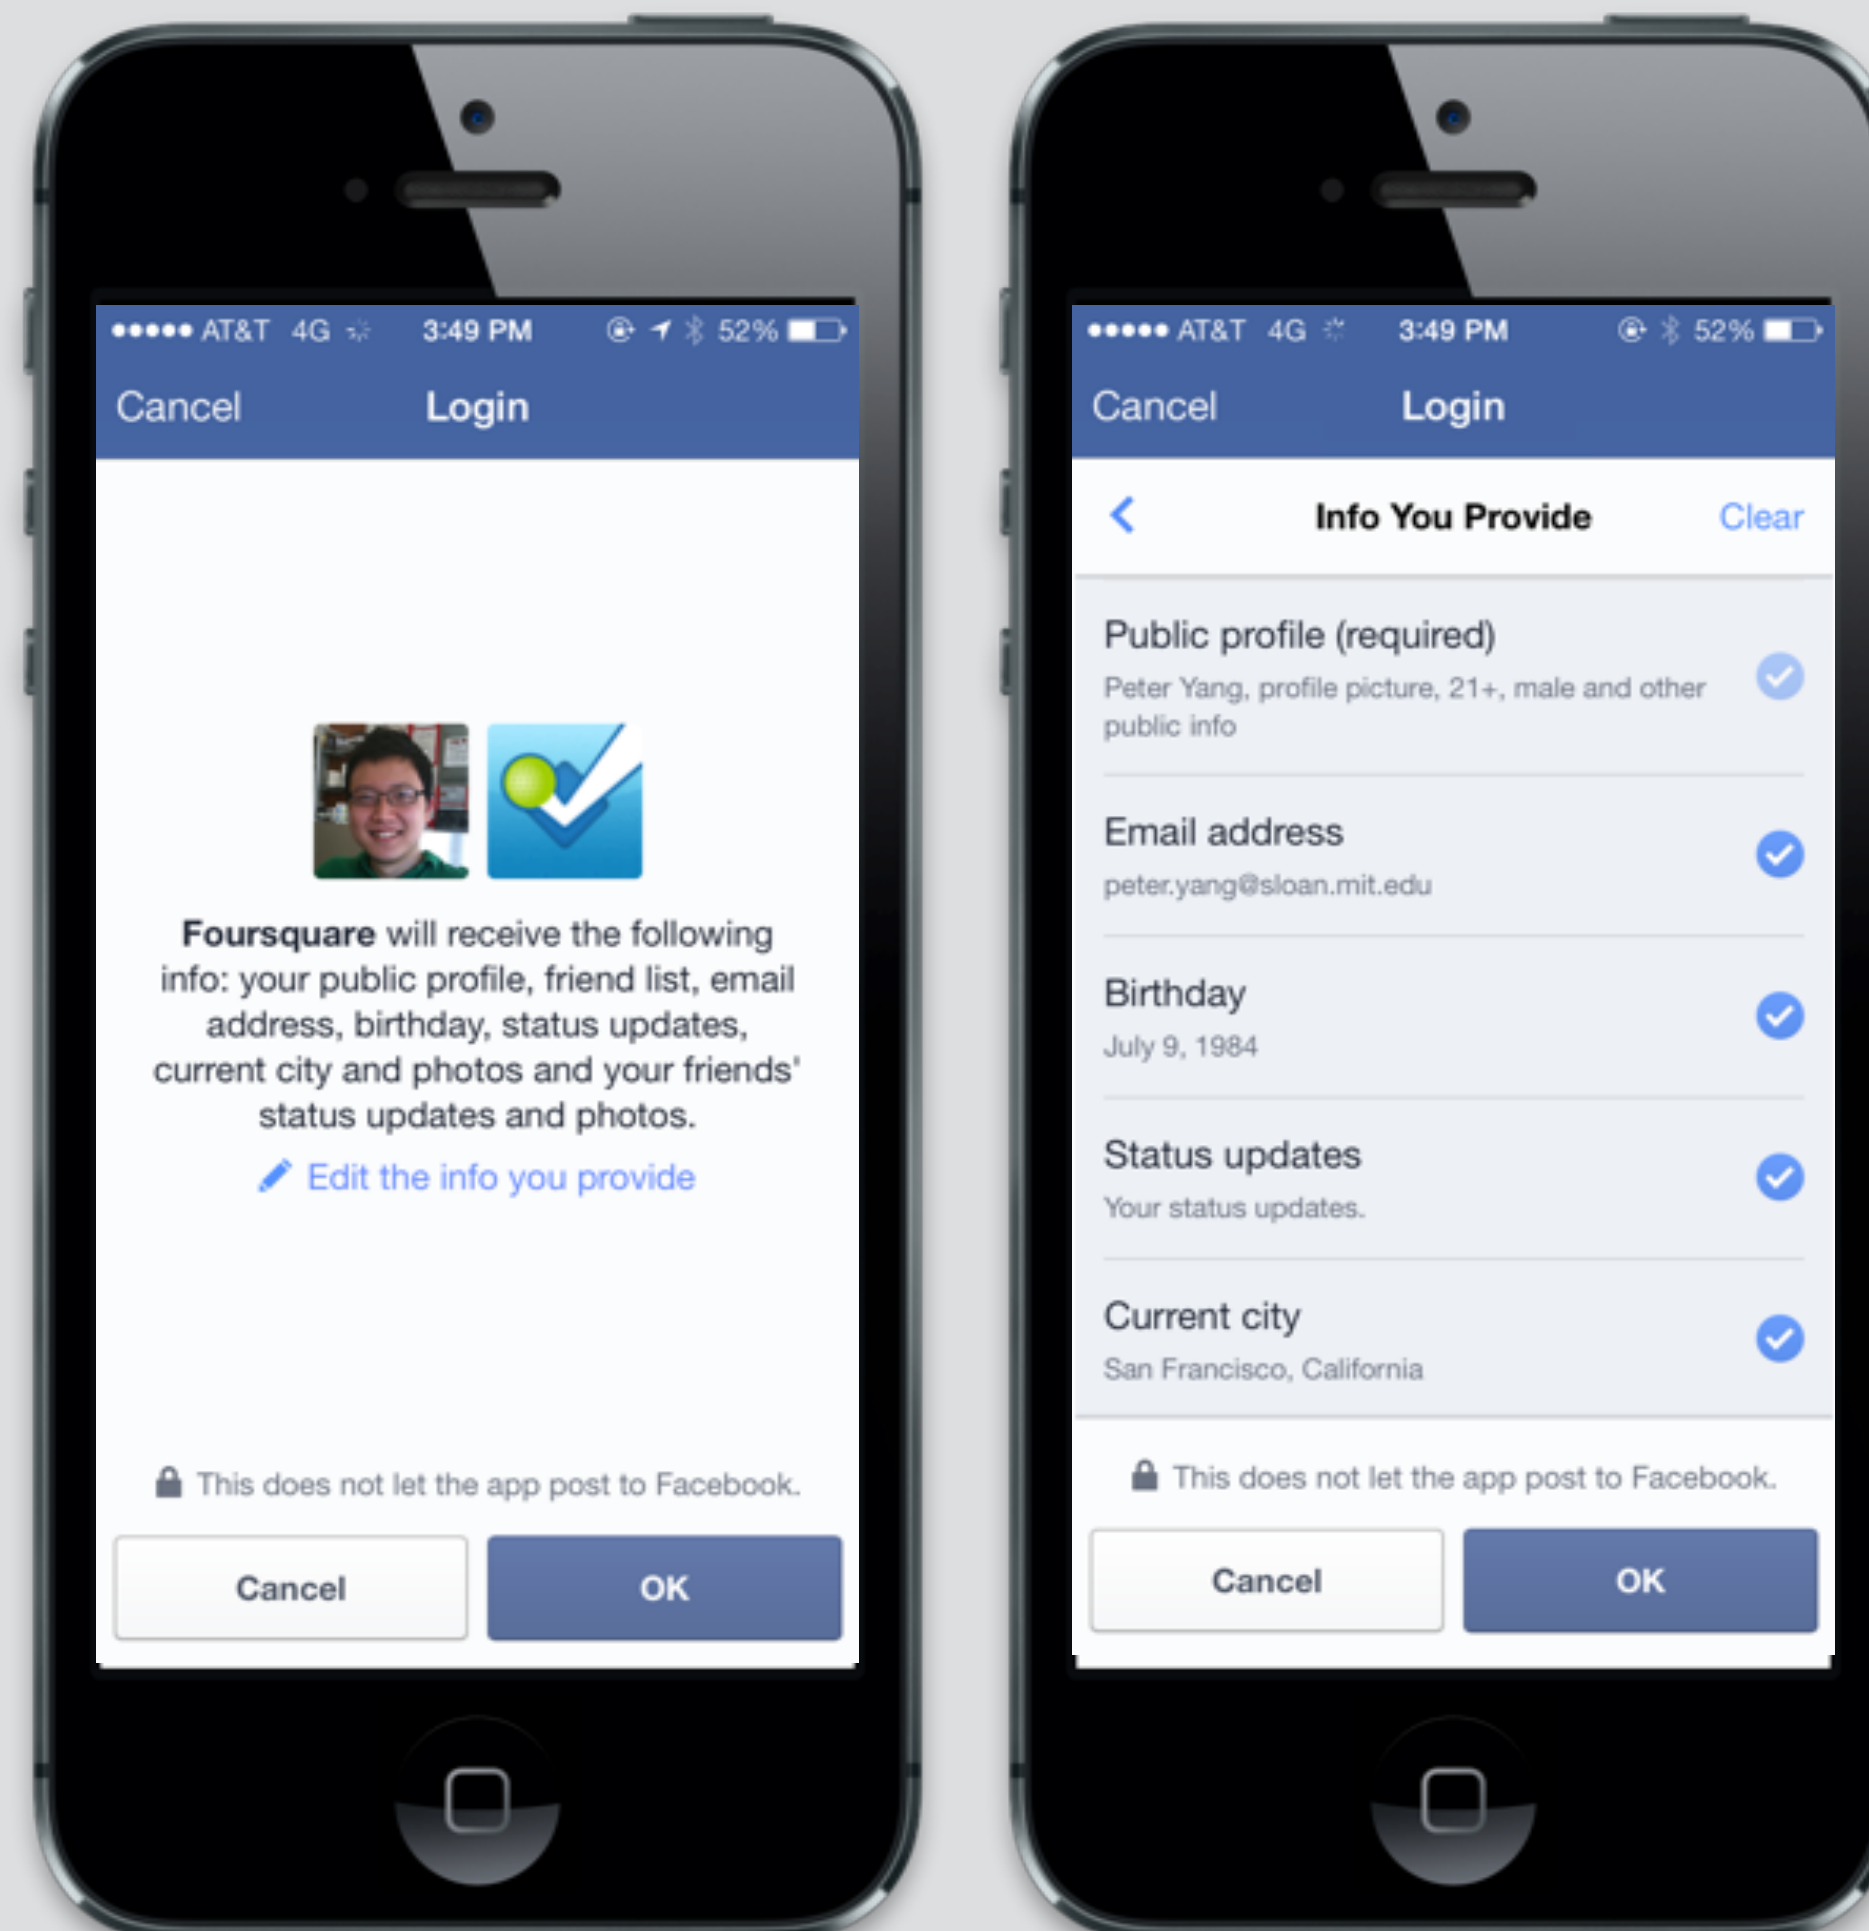 AT&T 4G 3:49 PM 52%
Cancel Login
Foursquare will receive the following
info: your public profile, friend list, email
address, birthday, status updates,
current city and photos and your friends'
status updates and photos.
Edit the info you provide
This does not let the app post to Facebook.
Cancel OK
AT&T 4G 3:49 PM 52%
Cancel Login
Info You Provide Clear
Public profile (required)
Peter Yang, profile picture, 21+, male and other
public info
Email address
peter.yang@sloan.mit.edu
Birthday
July 9, 1984
Status updates
Your status updates.
Current city
San Francisco, California
This does not let the app post to Facebook.
Cancel OK